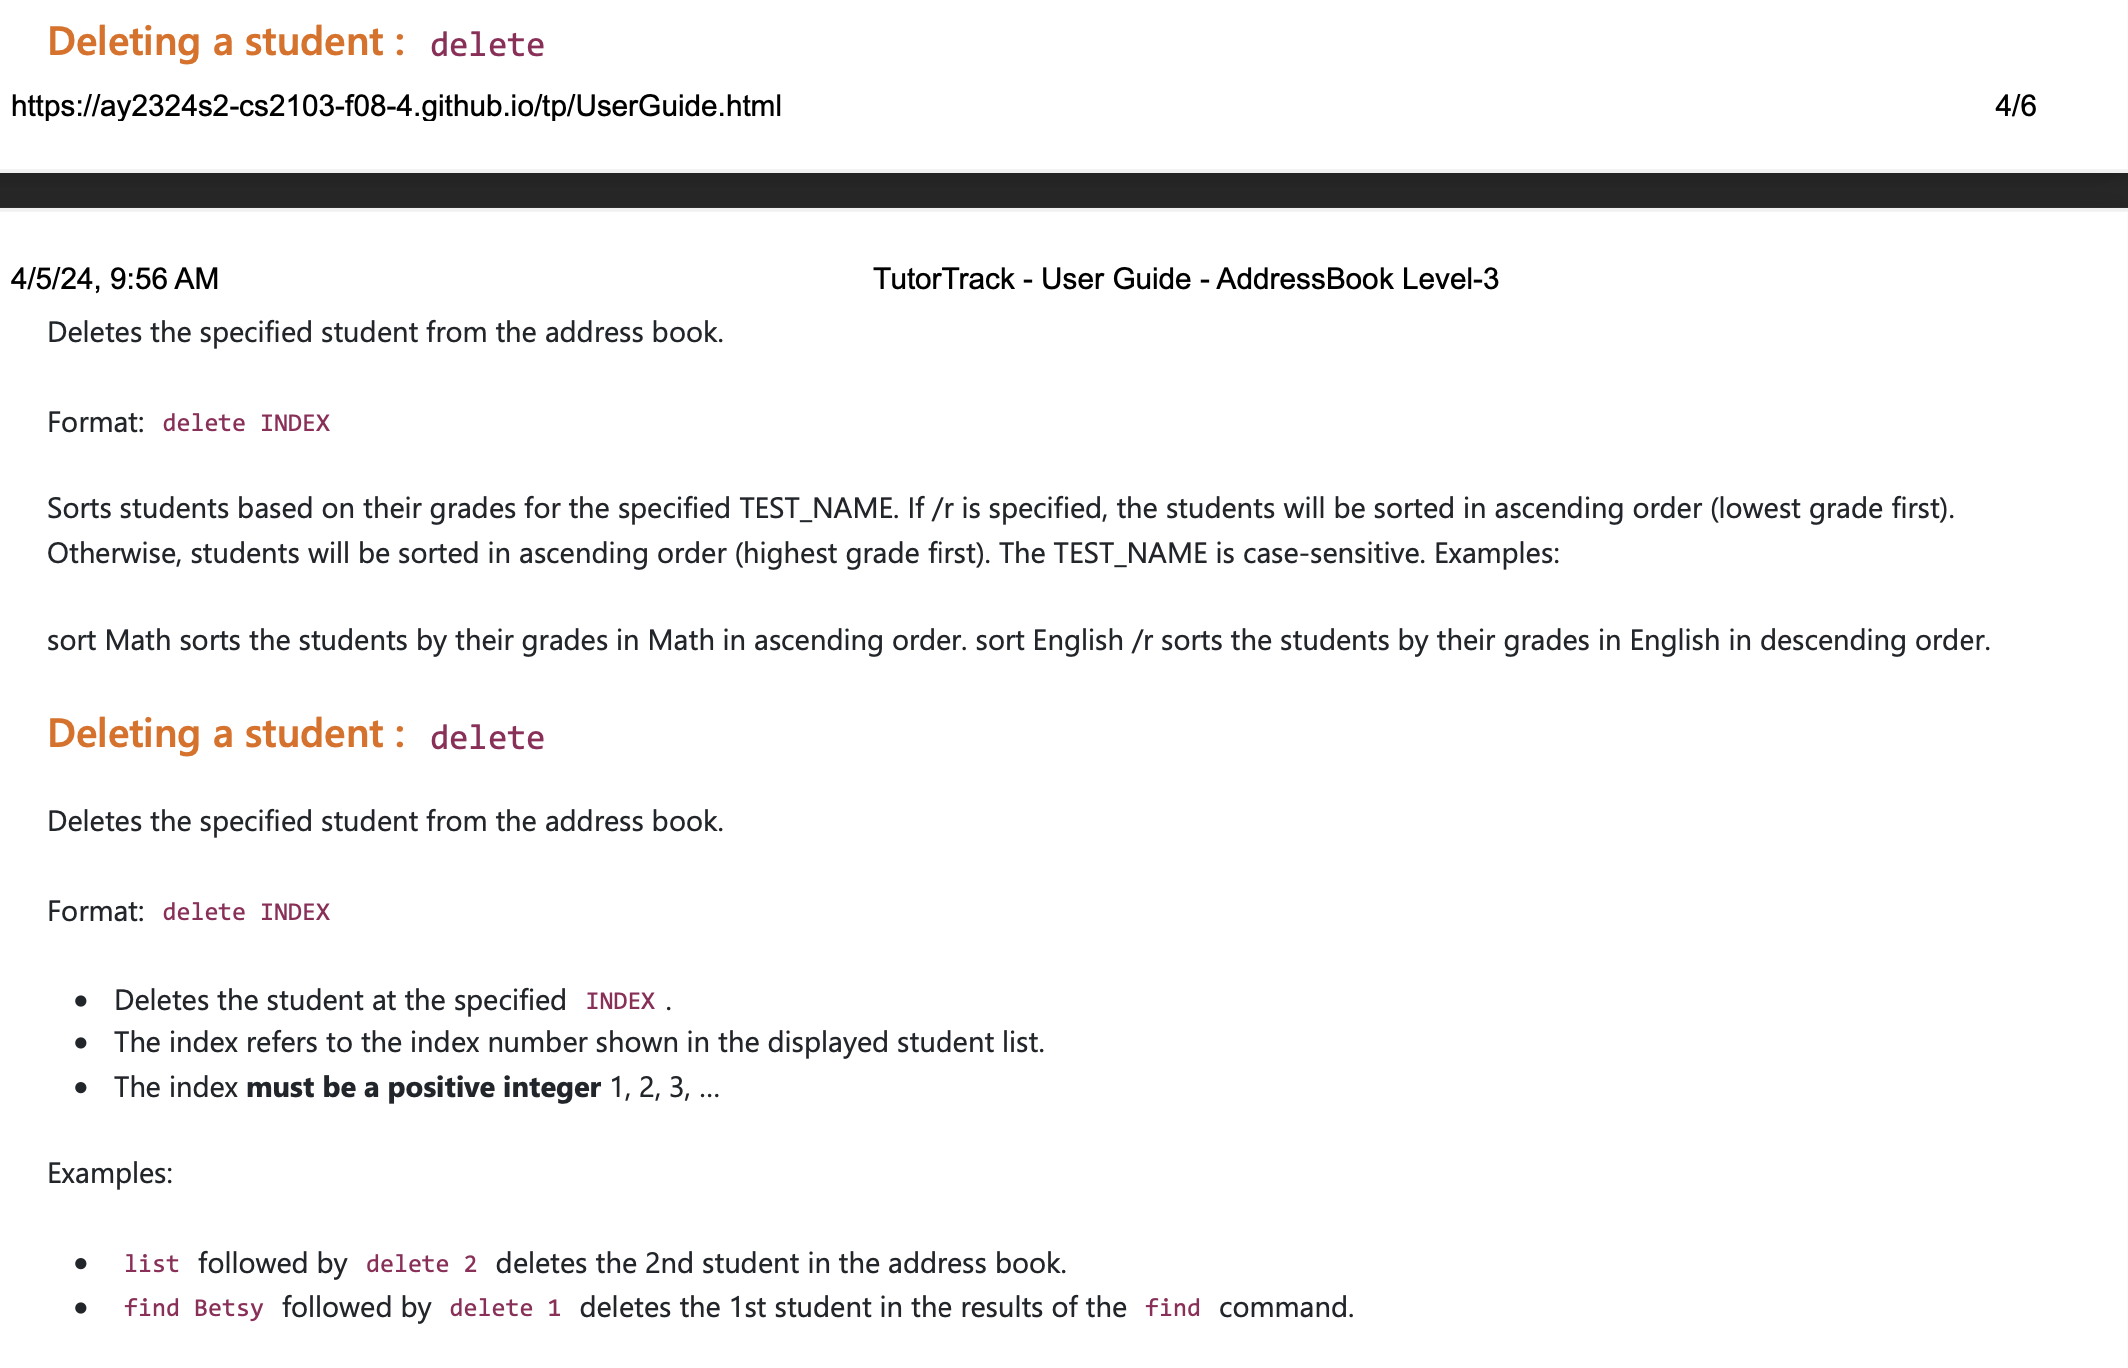 Deleting a student : delete
https://ay2324s2-cs2103-f08-4.github.io/tp/UserGuide.html 4/6
4/5/24, 9:56 AM TutorTrack - User Guide - AddressBook Level-3
Deletes the specified student from the address book.
Format: delete INDEX
Sorts students based on their grades for the specified TEST_NAME. If /r is specified, the students will be sorted in ascending order (lowest grade first).
Otherwise, students will be sorted in ascending order (highest grade first). The TEST_NAME is case-sensitive. Examples:
sort Math sorts the students by their grades in Math in ascending order. sort English /r sorts the students by their grades in English in descending order.
Deleting a student : delete
Deletes the specified student from the address book.
Format: delete INDEX
• Deletes the student at the specified INDEX .
• The index refers to the index number shown in the displayed student list.
• The index must be a positive integer 1, 2, 3, …
Examples:
• list followed by delete 2 deletes the 2nd student in the address book.
• find Betsy followed by delete 1 deletes the 1st student in the results of the find command.